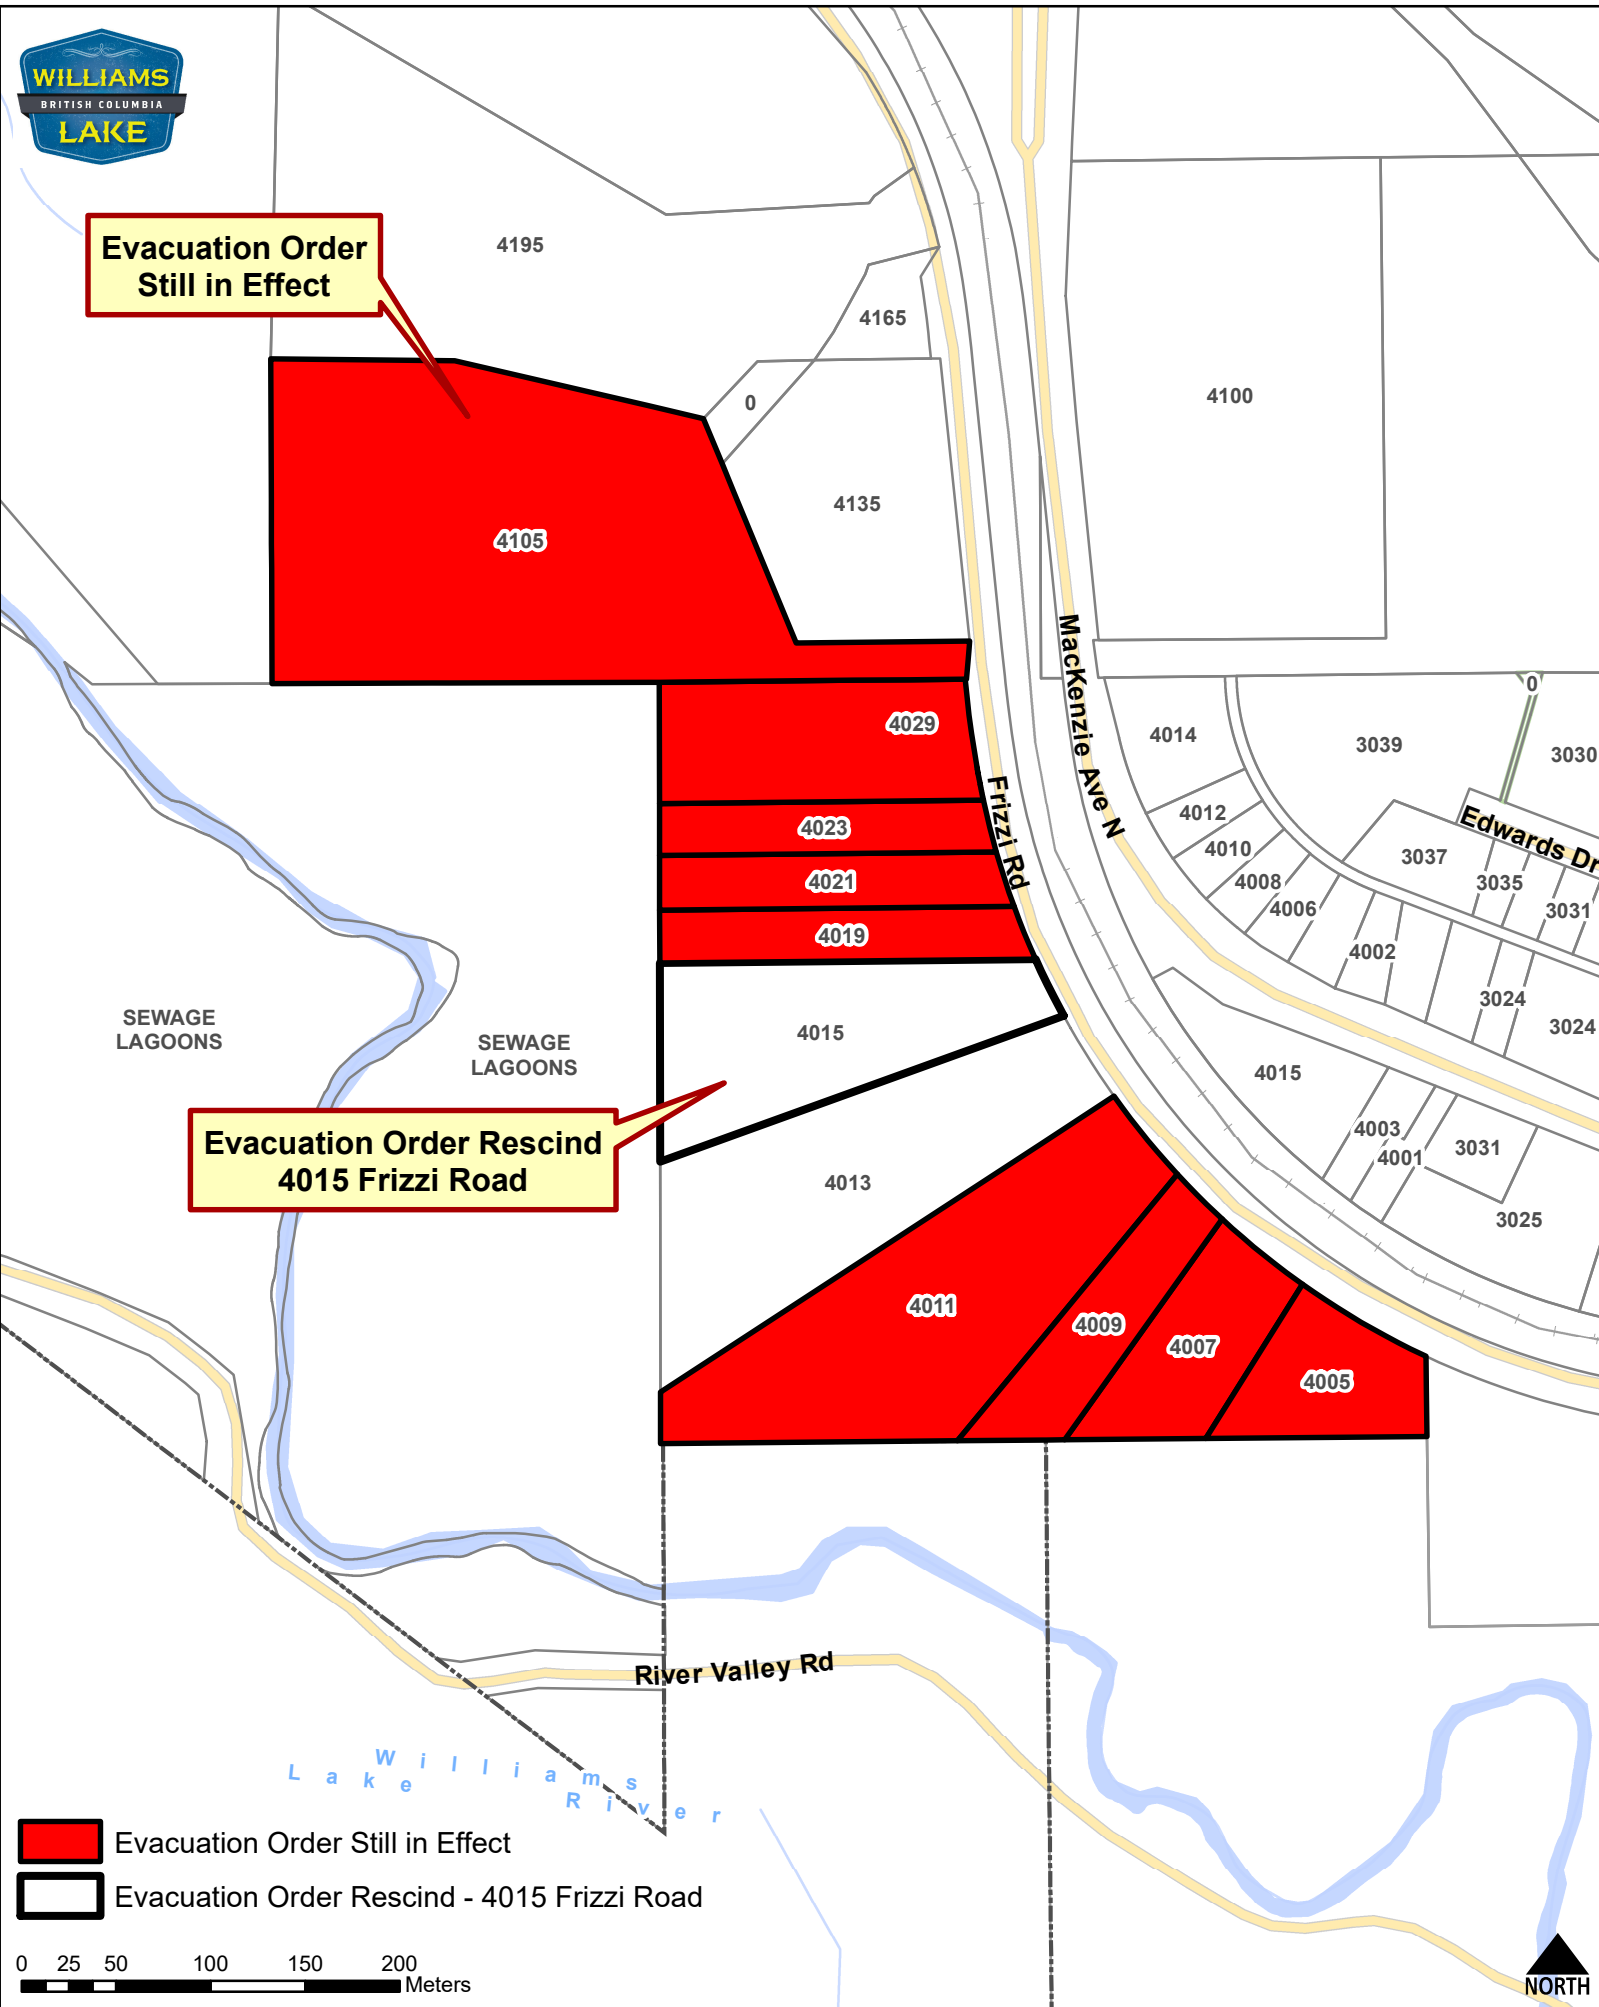 WILLIAMS
BRITISH COLUMBIA
LAKE
Evacuation Order
Still in Effect
4195
4165
0
4135
4100
4105
MacKenzie Ave N
Frizzi Rd
4029
4023
4021
4019
4015
4013
4011
4009
4007
4005
4014
4012
4010
4008
4006
4002
3039
0
3030
Edwards Dr
3037
3035
3031
3024
3024
4015
4003
4001
3031
3025
SEWAGE
LAGOONS
SEWAGE
LAGOONS
Evacuation Order Rescind
4015 Frizzi Road
River Valley Rd
Williams
Lake
River
Evacuation Order Still in Effect
Evacuation Order Rescind - 4015 Frizzi Road
0 25 50 100 150 200
Meters
NORTH